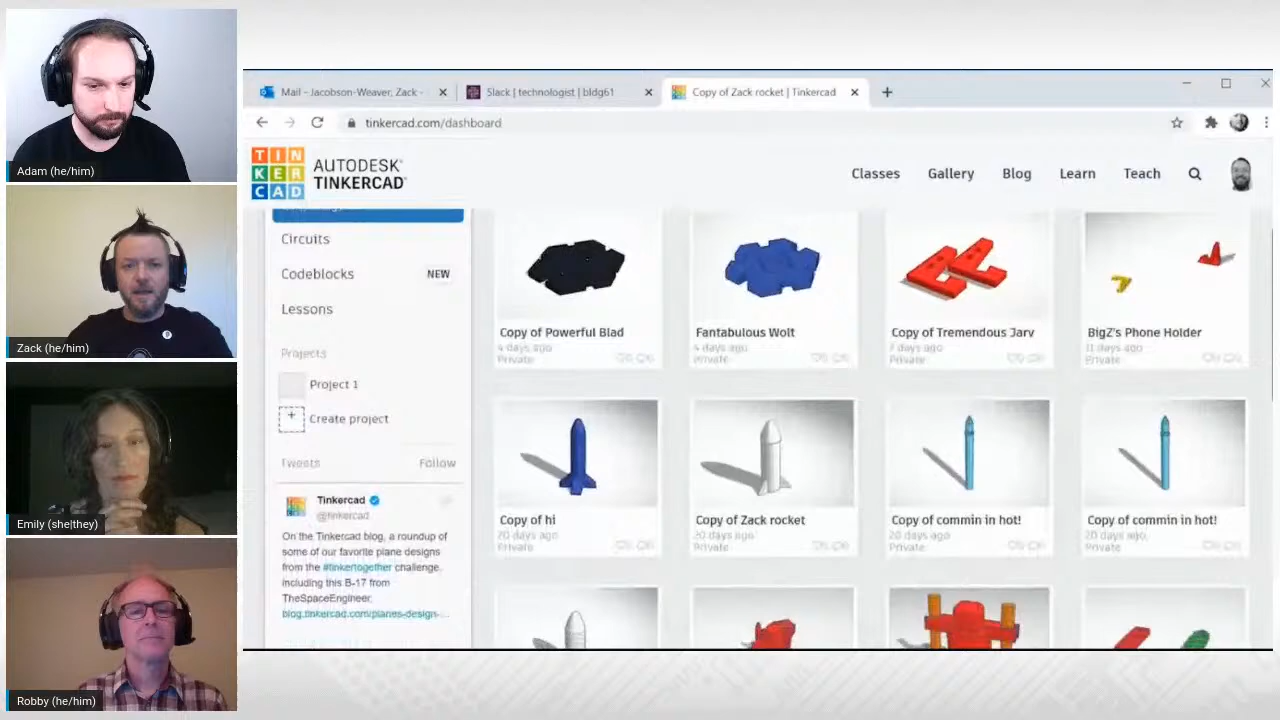 Adam (he/him)
Zack (he/him)
Emily (she|they)
Robby (he/him)
Mail - Jacobson-Weaver, Zack -
Slack | technologist | bldg61
Copy of Zack rocket | Tinkercad
tinkercad.com/dashboard
TIN
KER
CAD
AUTODESK
TINKERCAD
Classes
Gallery
Blog
Learn
Teach
Circuits
Codeblocks NEW
Lessons
Projects
Project 1
Create project
Tweets Follow
Tinkercad
@tinkercad
On the Tinkercad blog, a roundup of
some of our favorite plane designs
from the #tinkertogether challenge,
including this B-17 from
TheSpaceEngineer.
blog.tinkercad.com/planes-design-...
Copy of Powerful Blad
4 days ago
Private
Fantabulous Wolt
4 days ago
Private
Copy of Tremendous Jarv
7 days ago
Private
BigZ's Phone Holder
11 days ago
Private
Copy of hi
20 days ago
Private
Copy of Zack rocket
20 days ago
Private
Copy of commin in hot!
20 days ago
Private
Copy of commin in hot!
20 days ago
Private